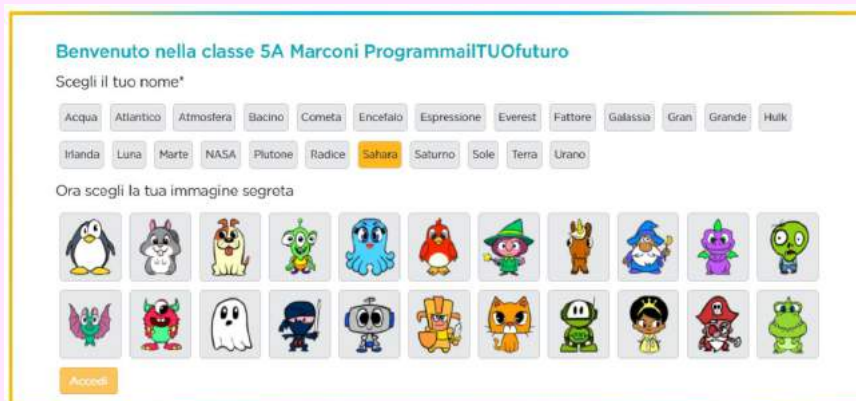 Benvenuto nella classe 5A Marconi ProgrammailTUOfuturo
Scegli il tuo nome*
Acqua Atlantico Atmosfera Bacino Cometa Encefalo Espressione Everest Fattore Galassia Gran Grande Hulk
Irlanda Luna Marte NASA Plutone Radice Sahara Saturno Sole Terra Urano
Ora scegli la tua immagine segreta
Accedi